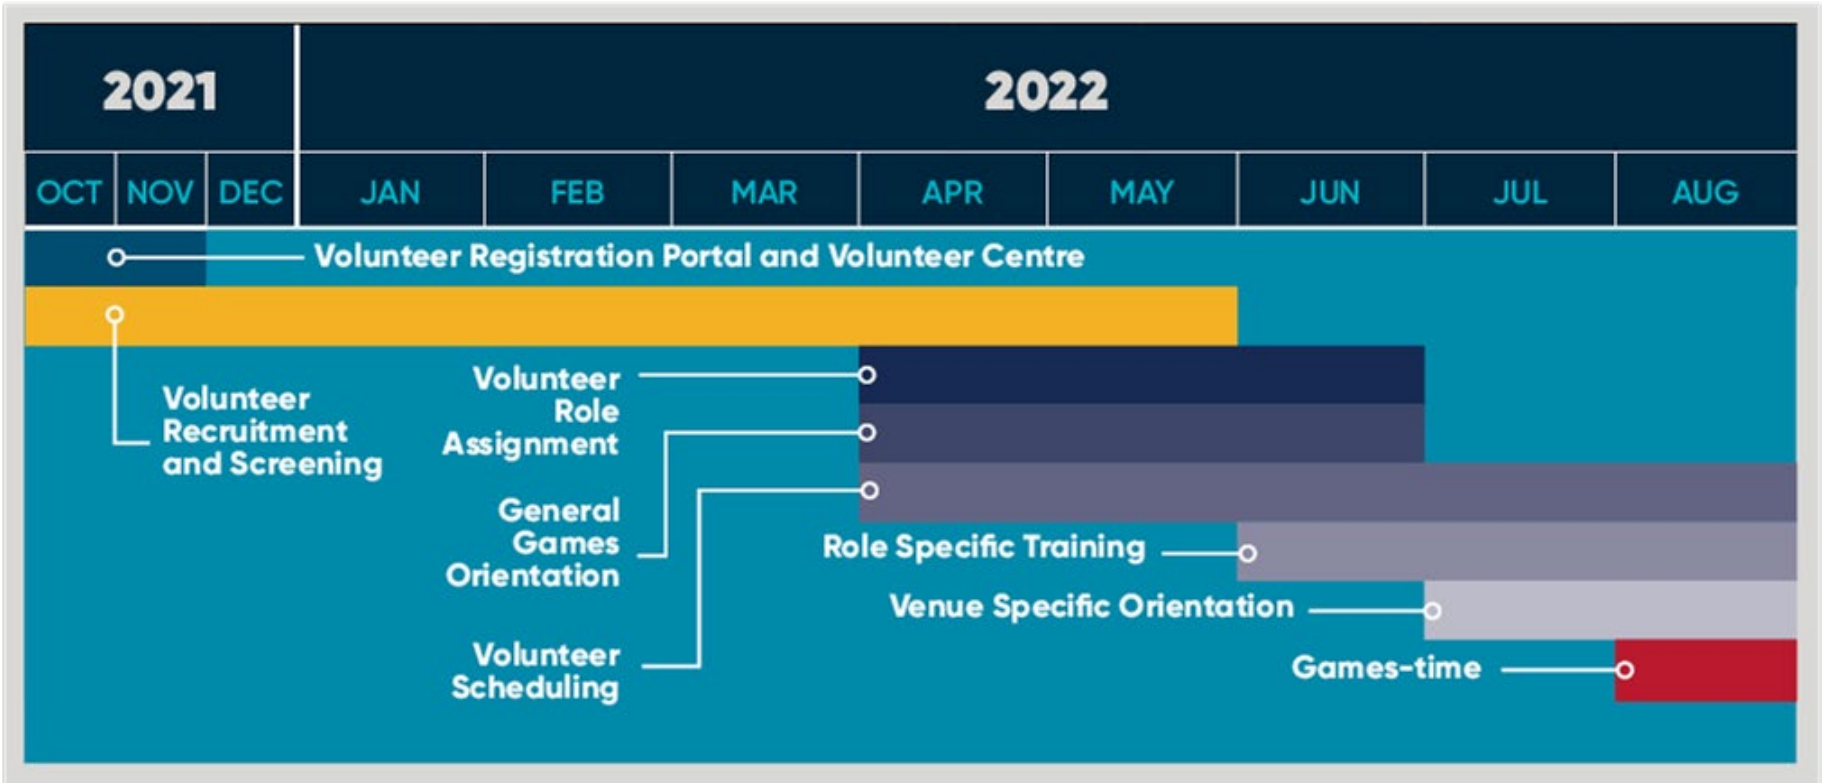 2021 2022
OCT NOV DEC JAN FEB MAR APR MAY JUN JUL AUG
Volunteer Registration Portal and Volunteer Centre
Volunteer
Recruitment
and Screening
Volunteer
Role
Assignment
General
Games
Orientation
Volunteer
Scheduling
Role Specific Training
Venue Specific Orientation
Games-time